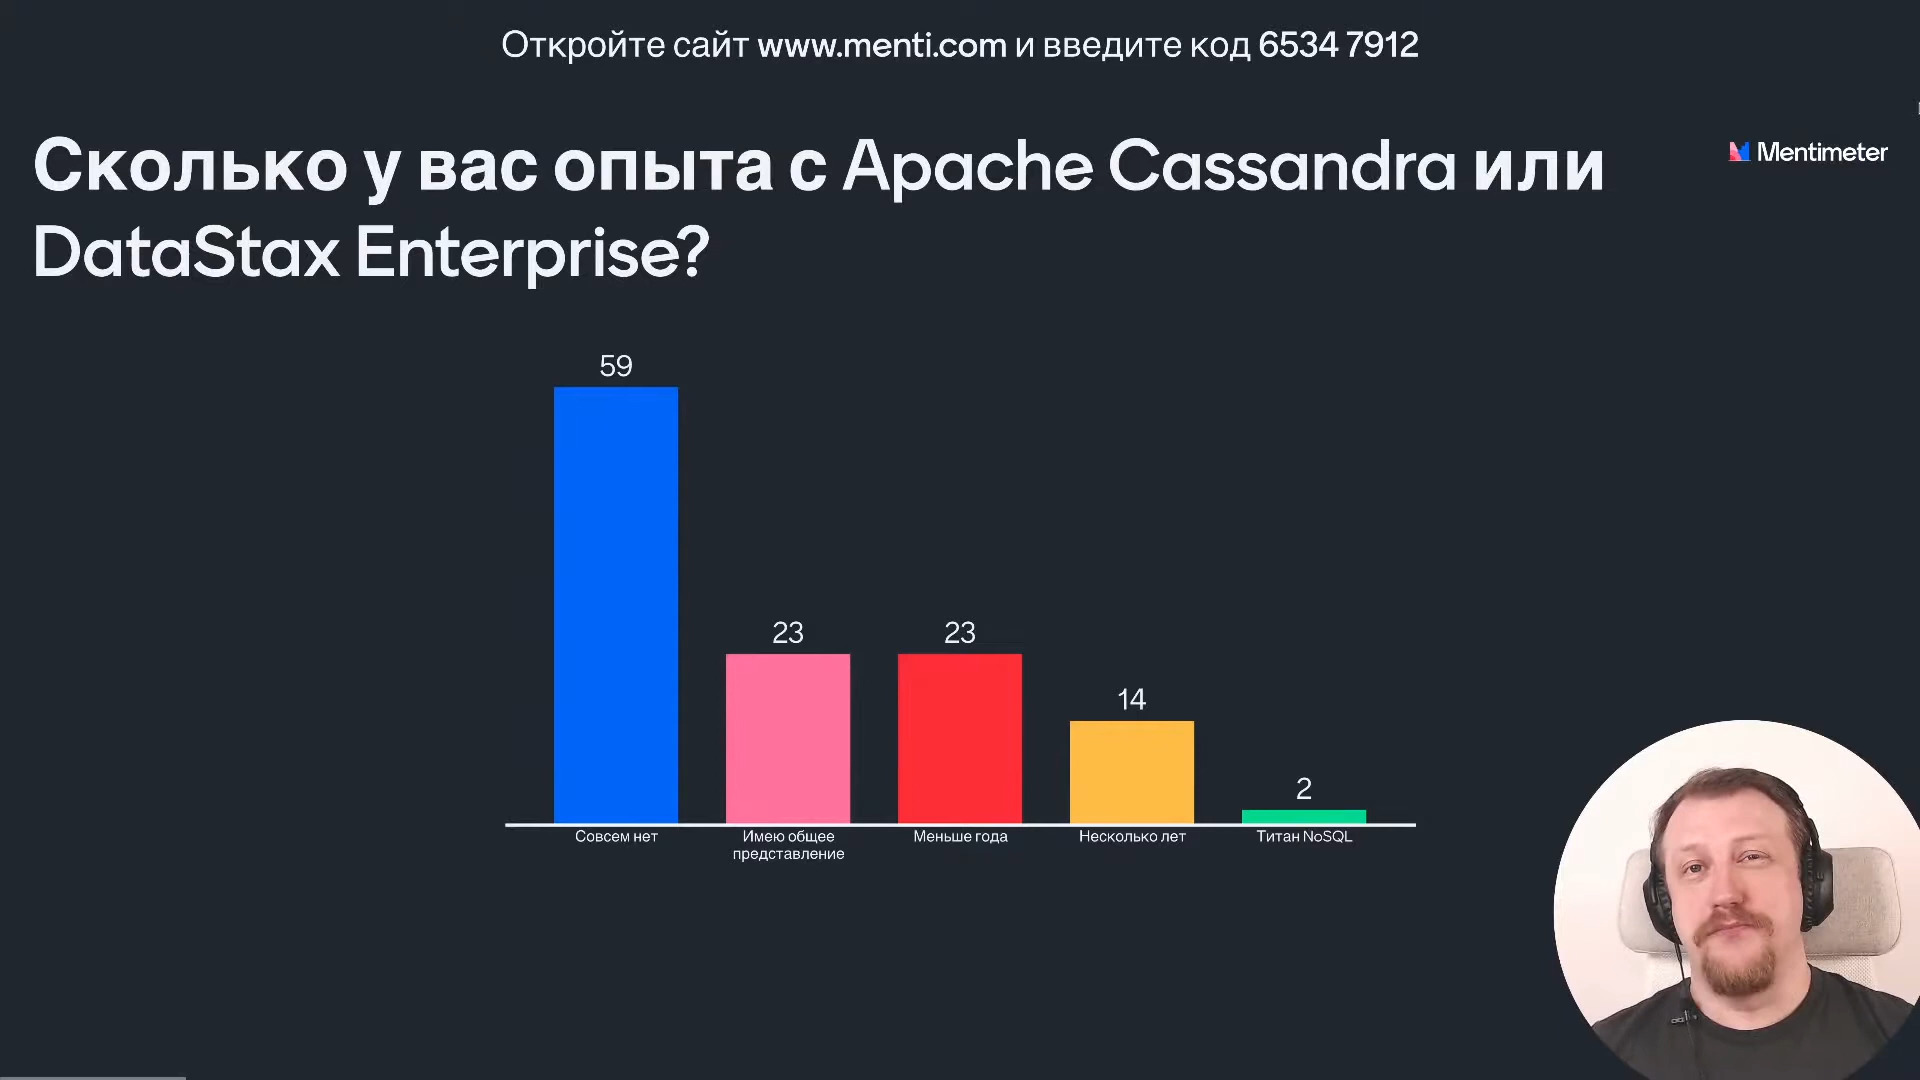 Откройте сайт www.menti.com и введите код 6534 7912
Сколько у вас опыта с Apache Cassandra или
DataStax Enterprise?
Mentimeter
59
23
23
14
2
Совсем нет
Имею общее
представление
Меньше года
Несколько лет
Титан NoSQL